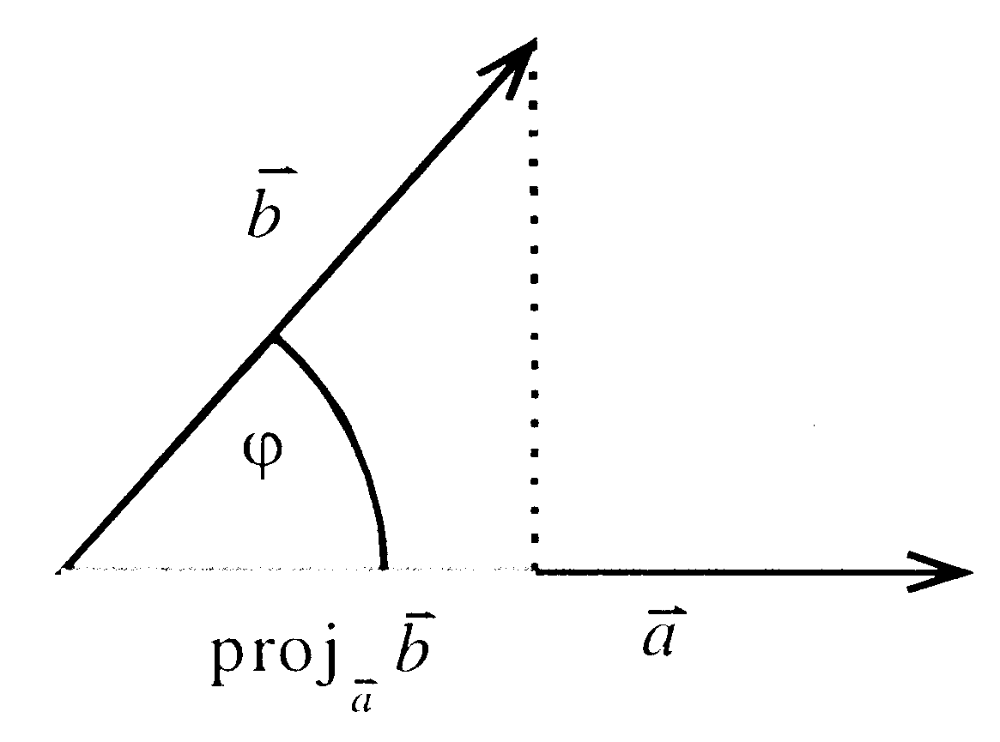 b⃗
φ
proj_a⃗ b⃗
a⃗